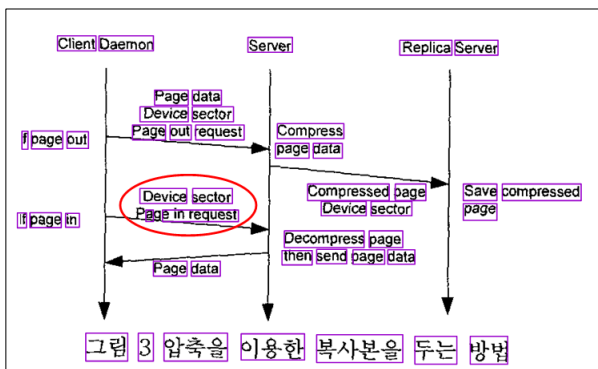 Client Daemon
Server
Replica Server
Page data
Device sector
Page out request
If page out
Compress
page data
Compressed page
Device sector
Save compressed
page
Device sector
Page in request
If page in
Decompress page
then send page data
Page data
그림 3 압축을 이용한 복사본을 두는 방법